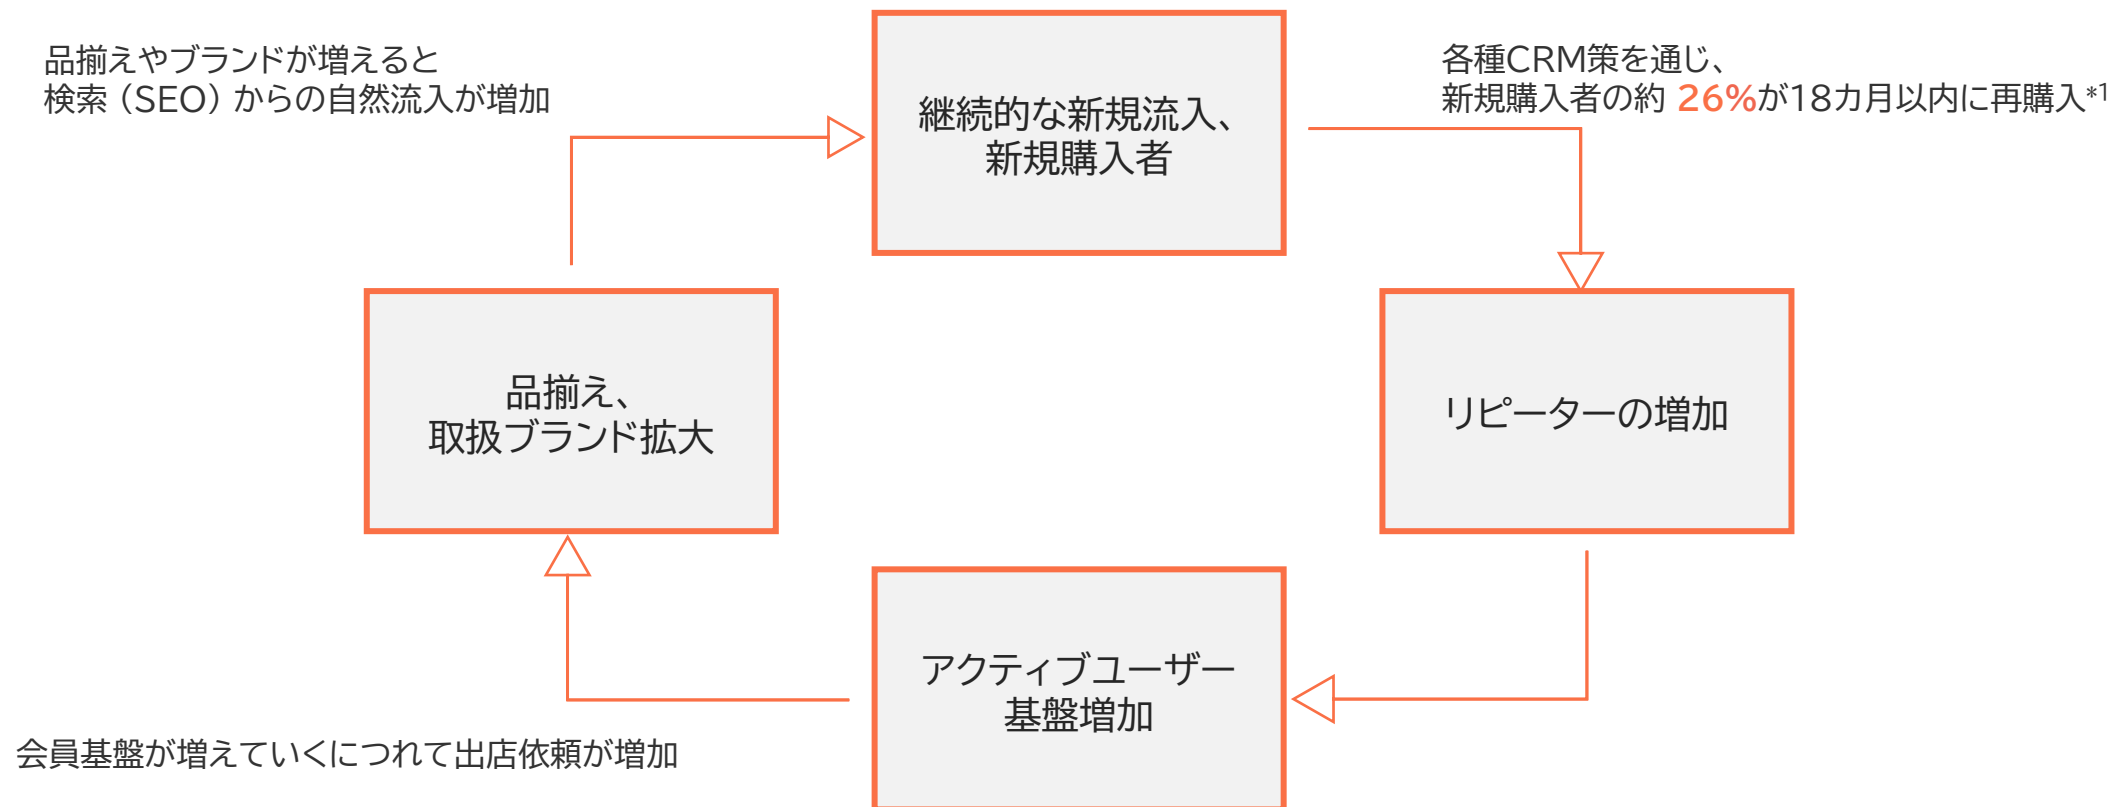 品揃えやブランドが増えると
検索（SEO）からの自然流入が増加
継続的な新規流入、
新規購入者
各種CRM策を通じ、
新規購入者の約 26%が18カ月以内に再購入*1
品揃え、
取扱ブランド拡大
リピーターの増加
アクティブユーザー
基盤増加
会員基盤が増えていくにつれて出店依頼が増加